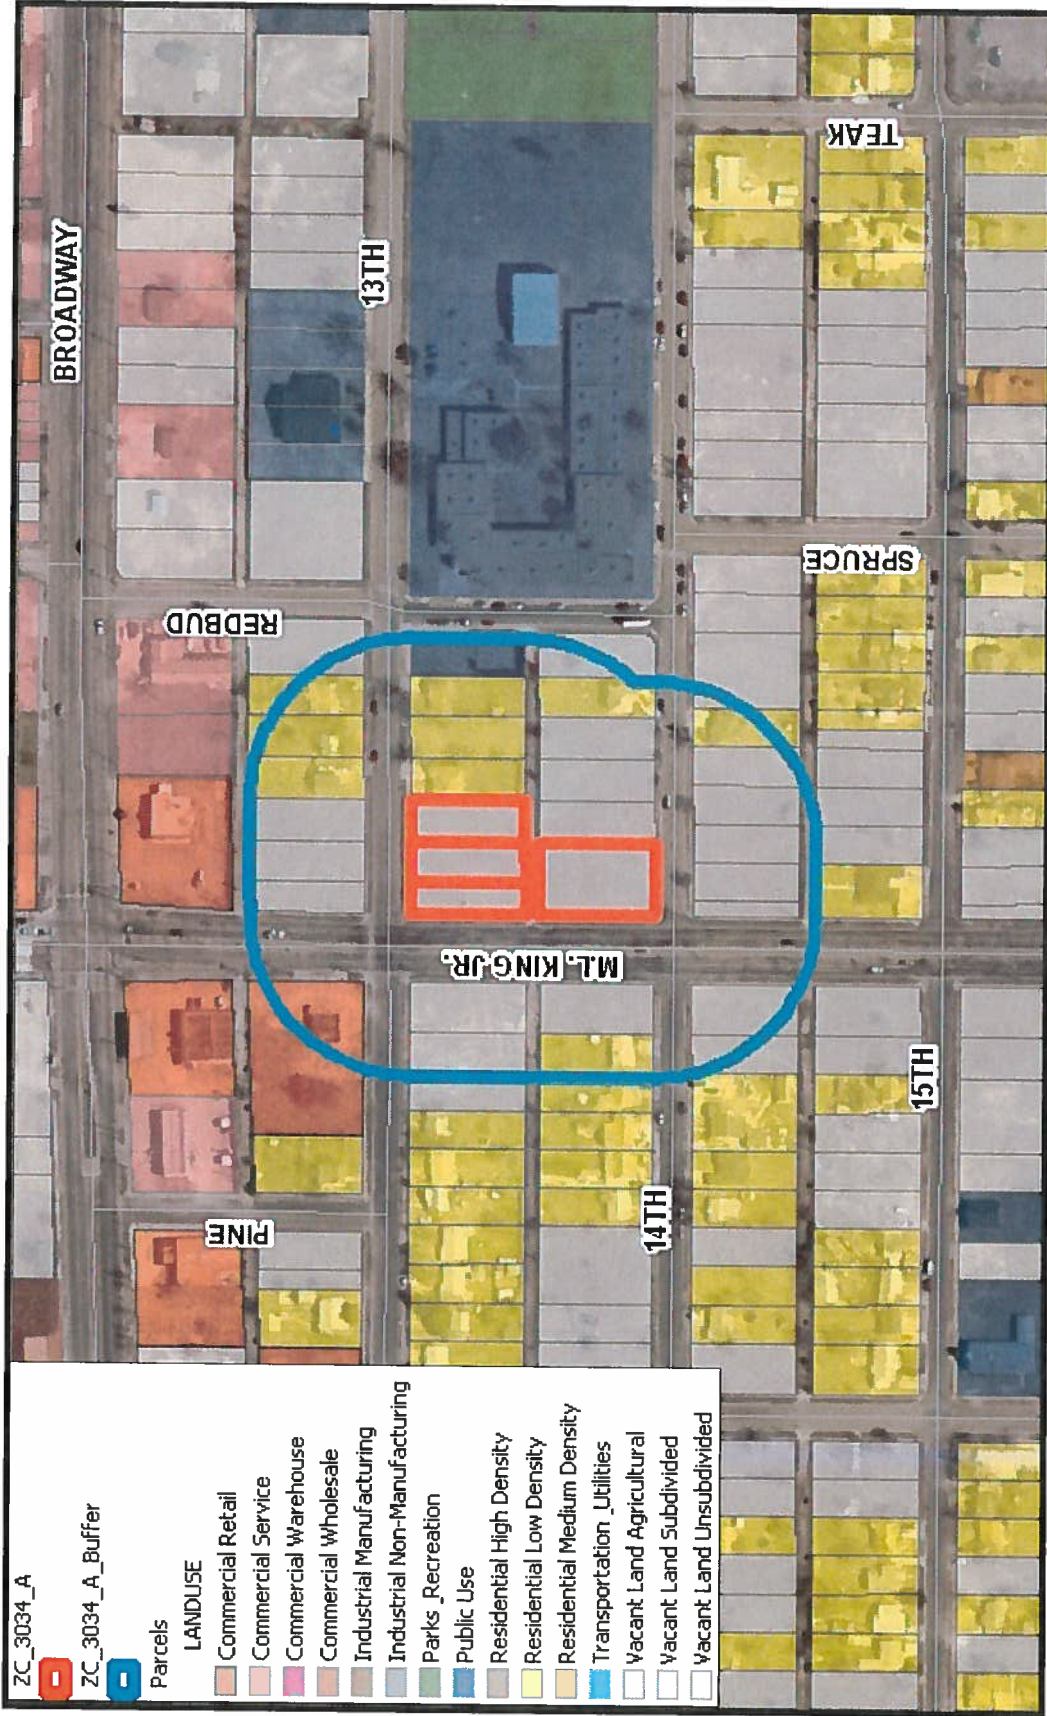 ZC_3034_A
ZC_3034_A_Buffer
Parcels
LANDUSE
Commercial Retail
Commercial Service
Commercial Warehouse
Commercial Wholesale
Industrial Manufacturing
Industrial Non-Manufacturing
Parks_Recreation
Public Use
Residential High Density
Residential Low Density
Residential Medium Density
Transportation_Utilities
Vacant Land Agricultural
Vacant Land Subdivided
Vacant Land Unsubdivided
BROADWAY
13TH
TEAK
REDBUD
SPRUCE
M.L. KING JR.
PINE
14TH
15TH